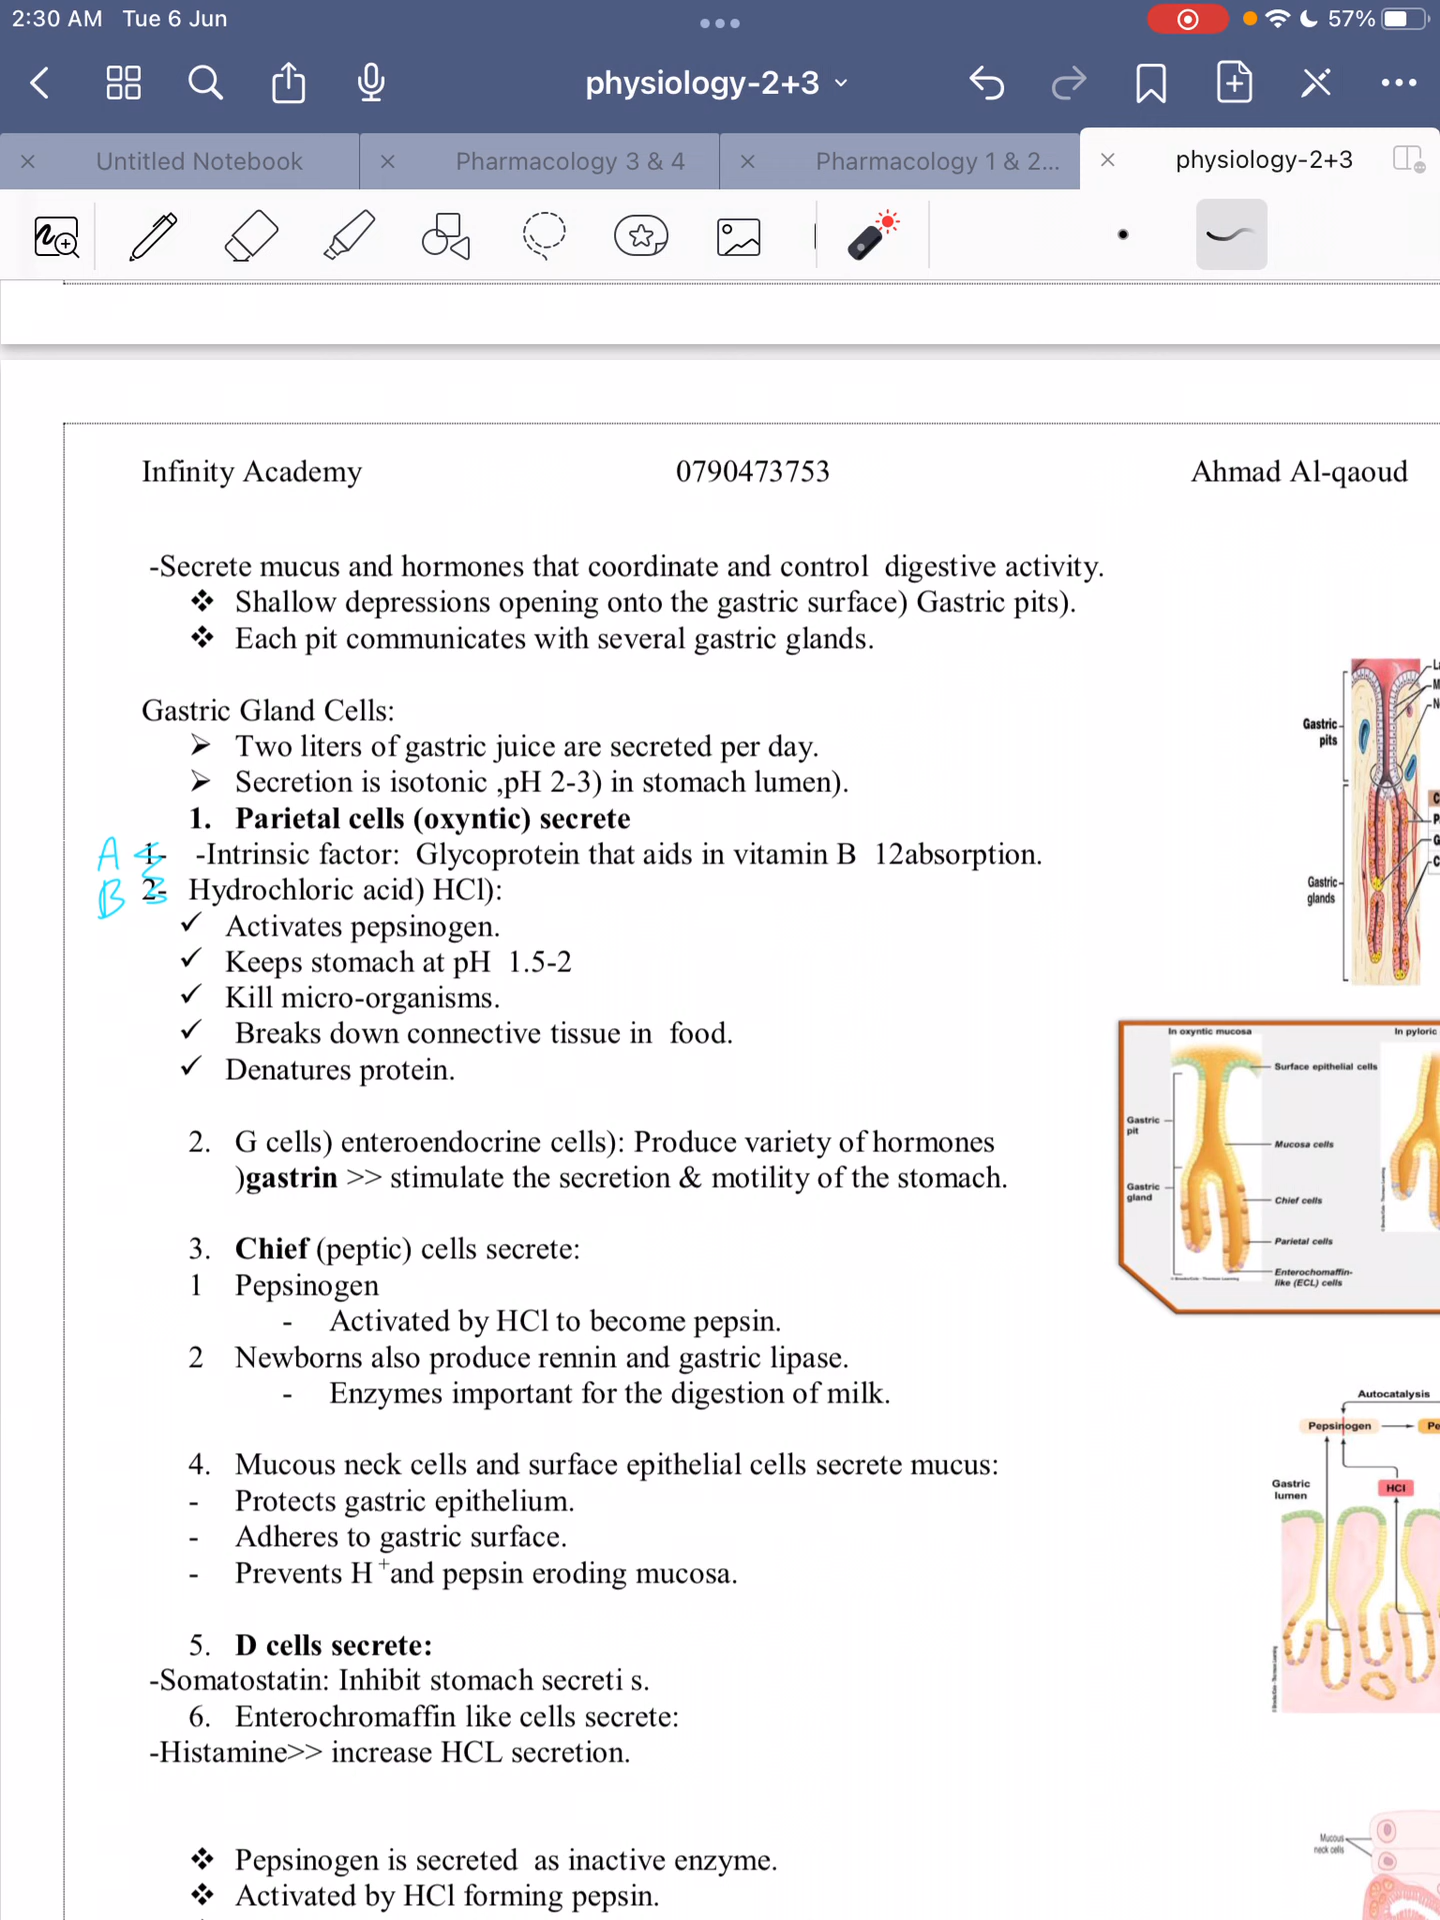 2:30 AM Tue 6 Jun
57%
physiology-2+3
Untitled Notebook
Pharmacology 3 & 4
Pharmacology 1 & 2...
physiology-2+3
Infinity Academy 0790473753 Ahmad Al-qaoud
-Secrete mucus and hormones that coordinate and control digestive activity.
❖ Shallow depressions opening onto the gastric surface) Gastric pits).
❖ Each pit communicates with several gastric glands.
Gastric Gland Cells:
➢ Two liters of gastric juice are secreted per day.
➢ Secretion is isotonic ,pH 2-3) in stomach lumen).
1. Parietal cells (oxyntic) secrete
A 1- -Intrinsic factor: Glycoprotein that aids in vitamin B 12absorption.
B 2- Hydrochloric acid) HCl):
✓ Activates pepsinogen.
✓ Keeps stomach at pH 1.5-2
✓ Kill micro-organisms.
✓ Breaks down connective tissue in food.
✓ Denatures protein.
2. G cells) enteroendocrine cells): Produce variety of hormones
)gastrin >> stimulate the secretion & motility of the stomach.
3. Chief (peptic) cells secrete:
1 Pepsinogen
- Activated by HCl to become pepsin.
2 Newborns also produce rennin and gastric lipase.
- Enzymes important for the digestion of milk.
4. Mucous neck cells and surface epithelial cells secrete mucus:
- Protects gastric epithelium.
- Adheres to gastric surface.
- Prevents H⁺and pepsin eroding mucosa.
5. D cells secrete:
-Somatostatin: Inhibit stomach secreti s.
6. Enterochromaffin like cells secrete:
-Histamine>> increase HCL secretion.
❖ Pepsinogen is secreted as inactive enzyme.
❖ Activated by HCl forming pepsin.
Gastric
pits
Gastric
glands
In oxyntic mucosa
In pyloric
Surface epithelial cells
Gastric
pit
Mucosa cells
Gastric
gland
Chief cells
Parietal cells
Enterochomaffin-
like (ECL) cells
Autocatalysis
Pepsinogen
Pe
Gastric
lumen
HCl
Mucous
neck cells